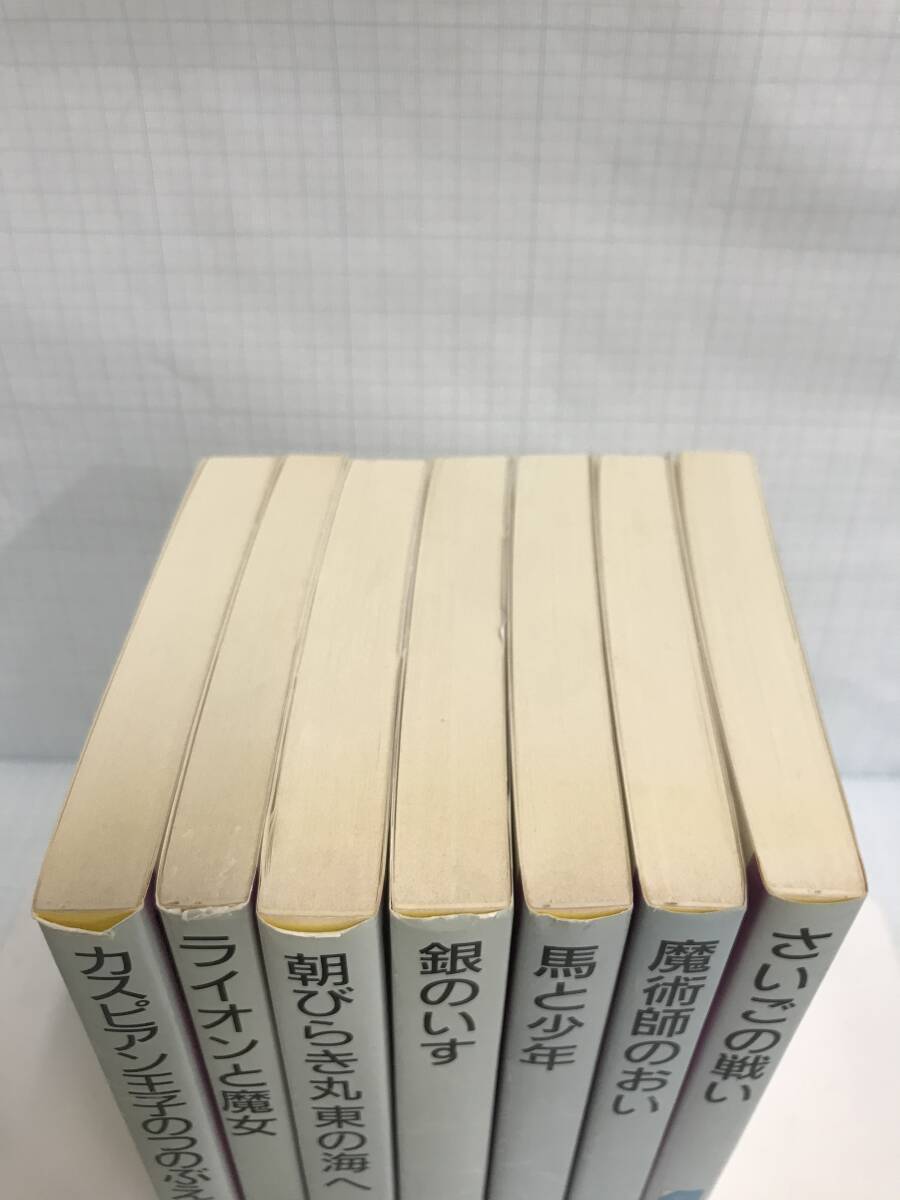 カスピアン王子のつのぶえ
ライオンと魔女
朝びらき丸 東の海へ
銀のいす
馬と少年
魔術師のおい
さいごの戦い